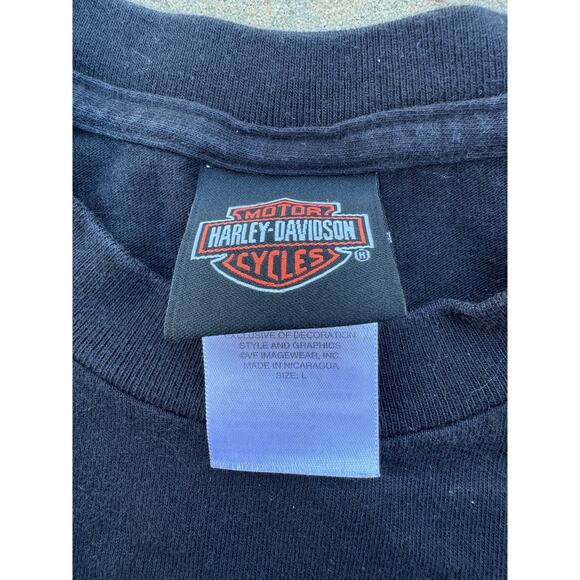 MOTOR
HARLEY-DAVIDSON
CYCLES
®
EXCLUSIVE OF DECORATION
STYLE AND GRAPHICS
©VF IMAGEWEAR, INC.
MADE IN NICARAGUA
SIZE: L